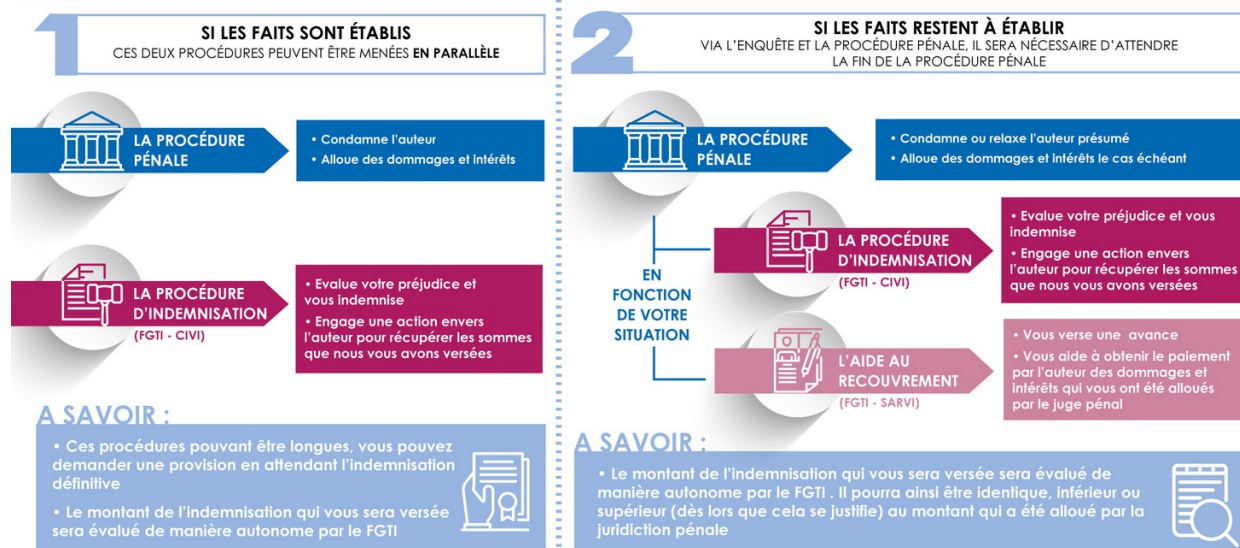 1
SI LES FAITS SONT ÉTABLIS
CES DEUX PROCÉDURES PEUVENT ÊTRE MENÉES EN PARALLÈLE
LA PROCÉDURE
PÉNALE
• Condamne l'auteur
• Alloue des dommages et intérêts
LA PROCÉDURE
D'INDEMNISATION
(FGTI - CIVI)
• Evalue votre préjudice et
vous indemnise
• Engage une action envers
l'auteur pour récupérer les sommes
que nous vous avons versées
A SAVOIR :
• Ces procédures pouvant être longues, vous pouvez
demander une provision en attendant l'indemnisation
définitive
• Le montant de l'indemnisation qui vous sera versée
sera évalué de manière autonome par le FGTI
2
SI LES FAITS RESTENT À ÉTABLIR
VIA L'ENQUÊTE ET LA PROCÉDURE PÉNALE, IL SERA NÉCESSAIRE D'ATTENDRE
LA FIN DE LA PROCÉDURE PÉNALE
LA PROCÉDURE
PÉNALE
• Condamne ou relaxe l'auteur présumé
• Alloue des dommages et intérêts le cas échéant
EN
FONCTION
DE VOTRE
SITUATION
LA PROCÉDURE
D'INDEMNISATION
(FGTI - CIVI)
• Evalue votre préjudice et vous
indemnise
• Engage une action envers
l'auteur pour récupérer les sommes
que nous vous avons versées
L'AIDE AU
RECOUVREMENT
(FGTI - SARVI)
• Vous verse une avance
• Vous aide à obtenir le paiement
par l'auteur des dommages et
intérêts qui vous ont été alloués
par le juge pénal
A SAVOIR :
• Le montant de l'indemnisation qui vous sera versée sera évalué de
manière autonome par le FGTI . Il pourra ainsi être identique, inférieur ou
supérieur (dès lors que cela se justifie) au montant qui a été alloué par la
juridiction pénale